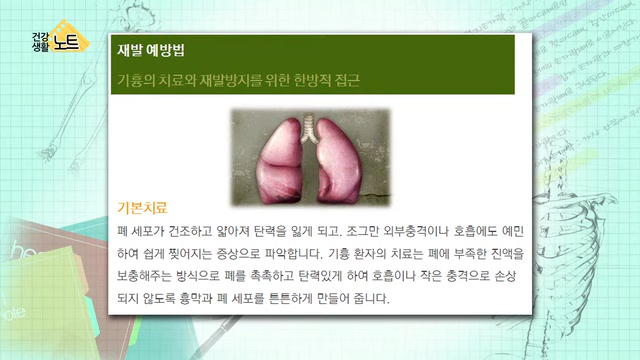 건강
생활 노트
재발 예방법
기흉의 치료와 재발방지를 위한 한방적 접근
기본치료
폐 세포가 건조하고 얇아져 탄력을 잃게 되고. 조그만 외부충격이나 호흡에도 예민
하여 쉽게 찢어지는 증상으로 파악합니다. 기흉 환자의 치료는 폐에 부족한 진액을
보충해주는 방식으로 폐를 촉촉하고 탄력있게 하여 호흡이나 작은 충격으로 손상
되지 않도록 흉막과 폐 세포를 튼튼하게 만들어 줍니다.